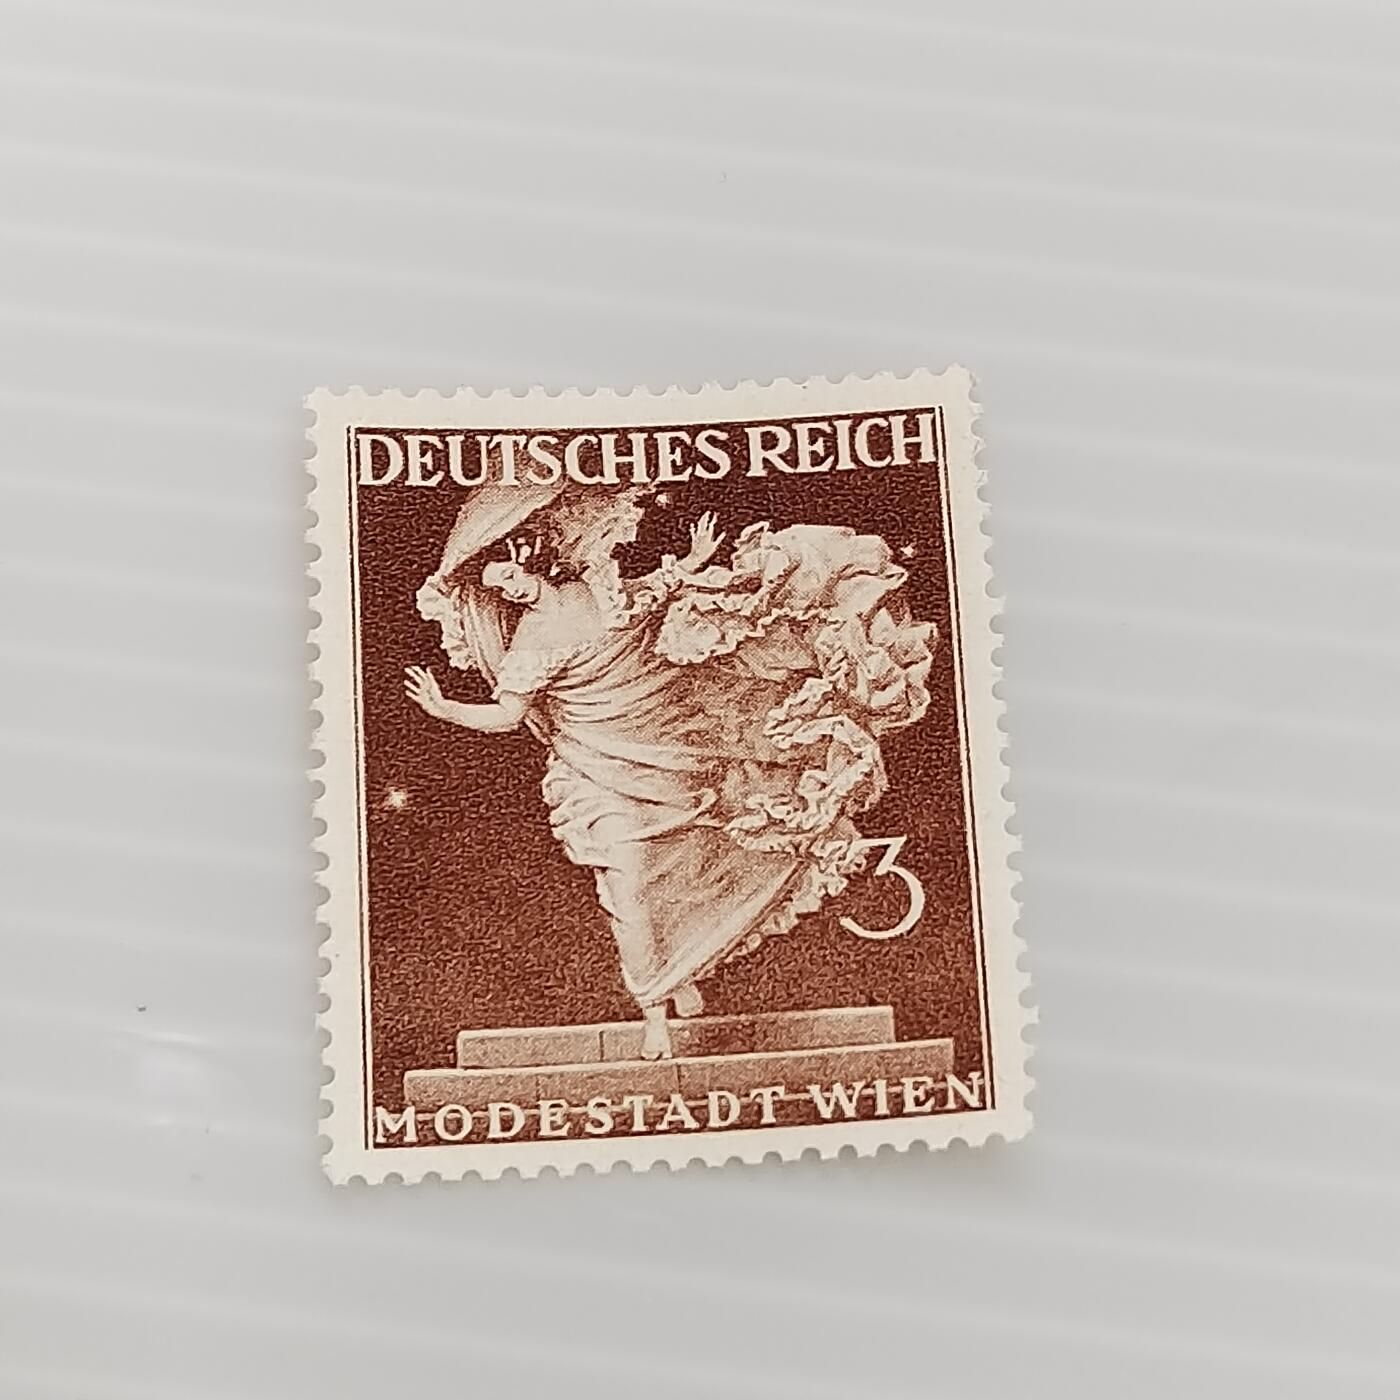 DEUTSCHES REICH
3
MODESTADT WIEN